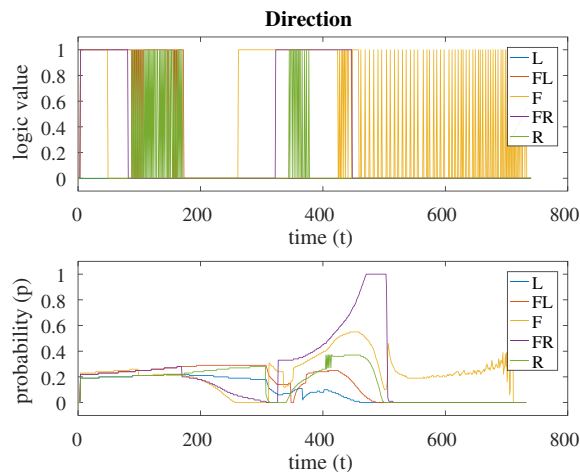 Direction
logic value
1
0.8
0.6
0.4
0.2
0
0 200 400 600 800
time (t)
L
FL
F
FR
R
probability (p)
1
0.8
0.6
0.4
0.2
0
0 200 400 600 800
time (t)
L
FL
F
FR
R